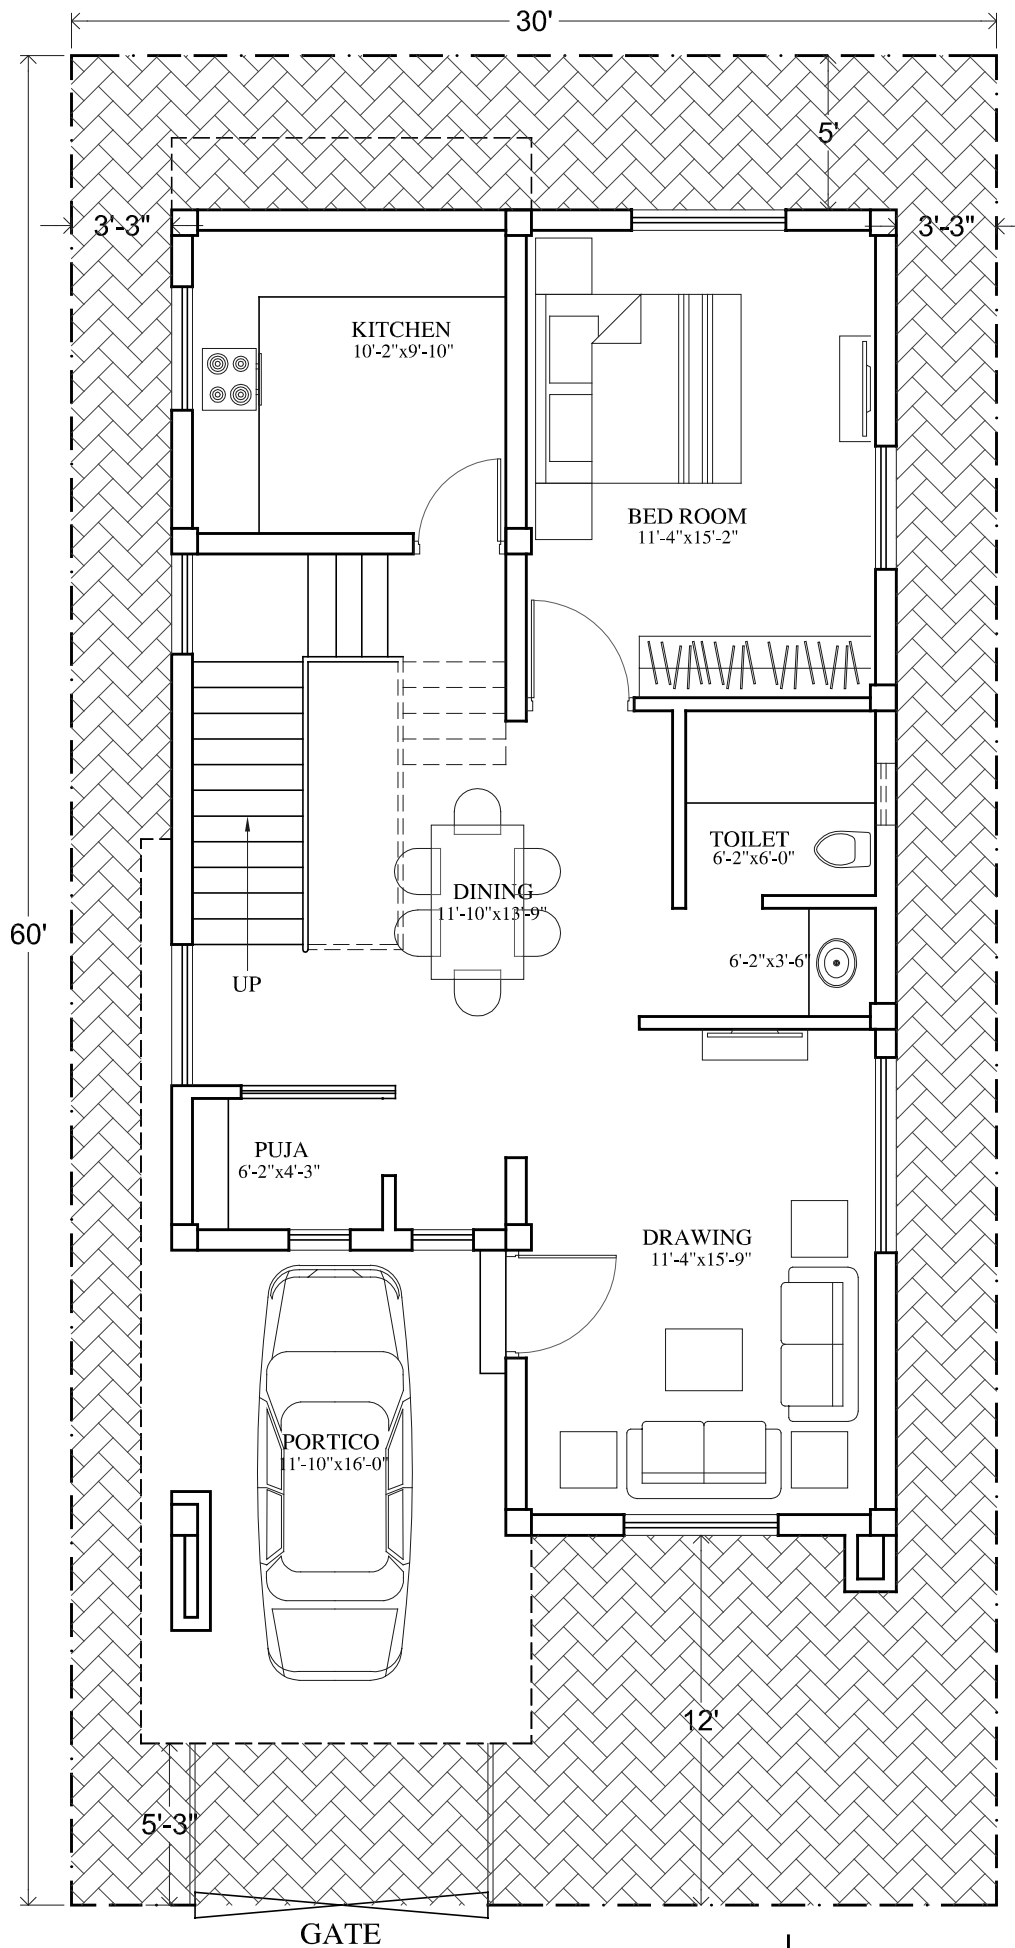 30'
5'
3'-3"
3'-3"
KITCHEN
10'-2"x9'-10"
BED ROOM
11'-4"x15'-2"
TOILET
6'-2"x6'-0"
DINING
11'-10"x13'-9"
60'
6'-2"x3'-6"
UP
PUJA
6'-2"x4'-3"
DRAWING
11'-4"x15'-9"
PORTICO
11'-10"x16'-0"
12'
5'-3"
GATE